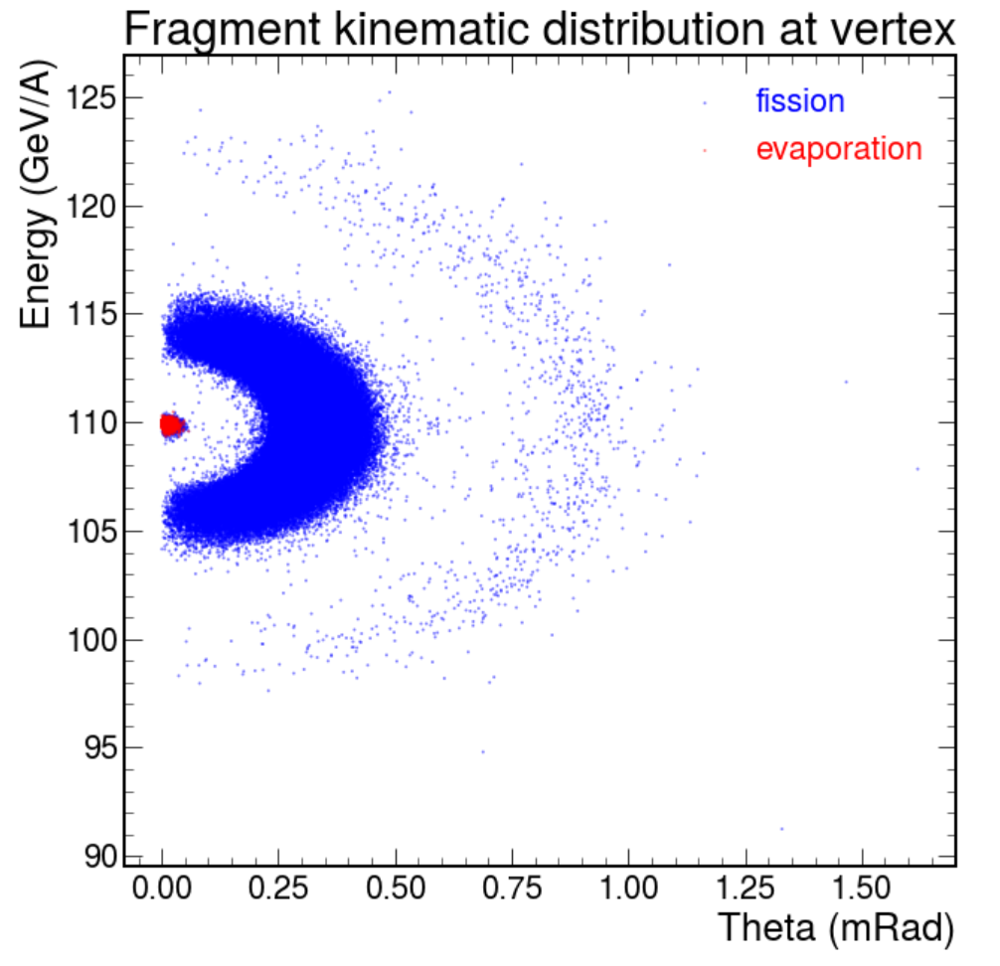 Fragment kinematic distribution at vertex
Energy (GeV/A)
125
120
115
110
105
100
95
90
fission
evaporation
0.00 0.25 0.50 0.75 1.00 1.25 1.50
Theta (mRad)